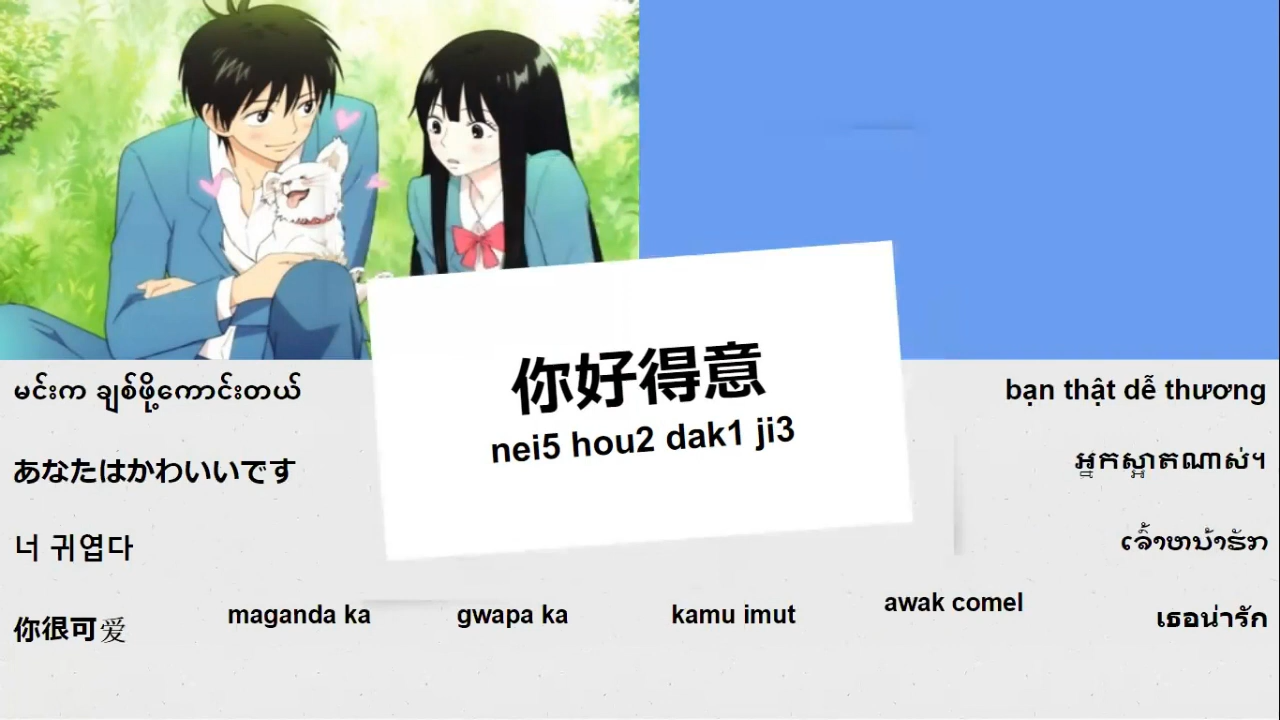 你好得意
nei5 hou2 dak1 ji3
မင်းက ချစ်ဖို့ကောင်းတယ်
bạn thật dễ thương
あなたはかわいいです
អ្នកស្អាតណាស់។
너 귀엽다
ເຈົ້າຫນ້າຮັກ
你很可爱
maganda ka
gwapa ka
kamu imut
awak comel
เธอน่ารัก